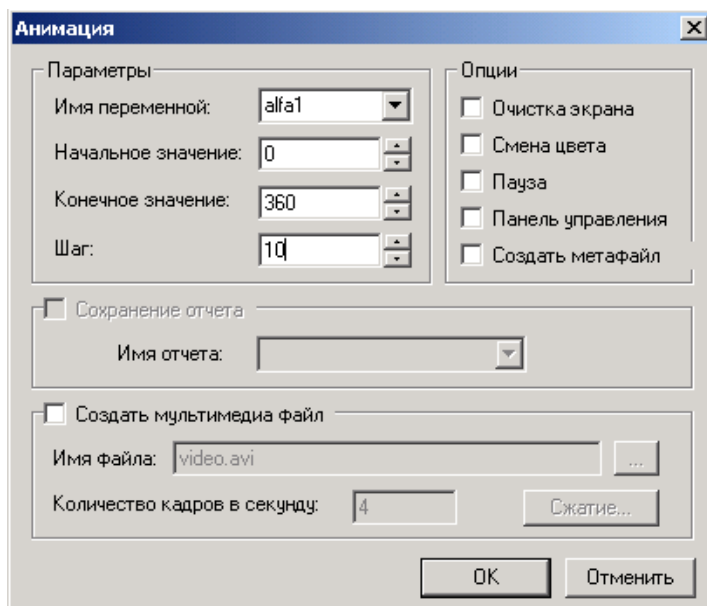 Анимация
Параметры
Имя переменной: alfa1
Начальное значение: 0
Конечное значение: 360
Шаг: 10
Опции
Очистка экрана
Смена цвета
Пауза
Панель управления
Создать метафайл
Сохранение отчета
Имя отчета:
Создать мультимедиа файл
Имя файла: video.avi ...
Количество кадров в секунду: 4 Сжатие...
OK Отменить